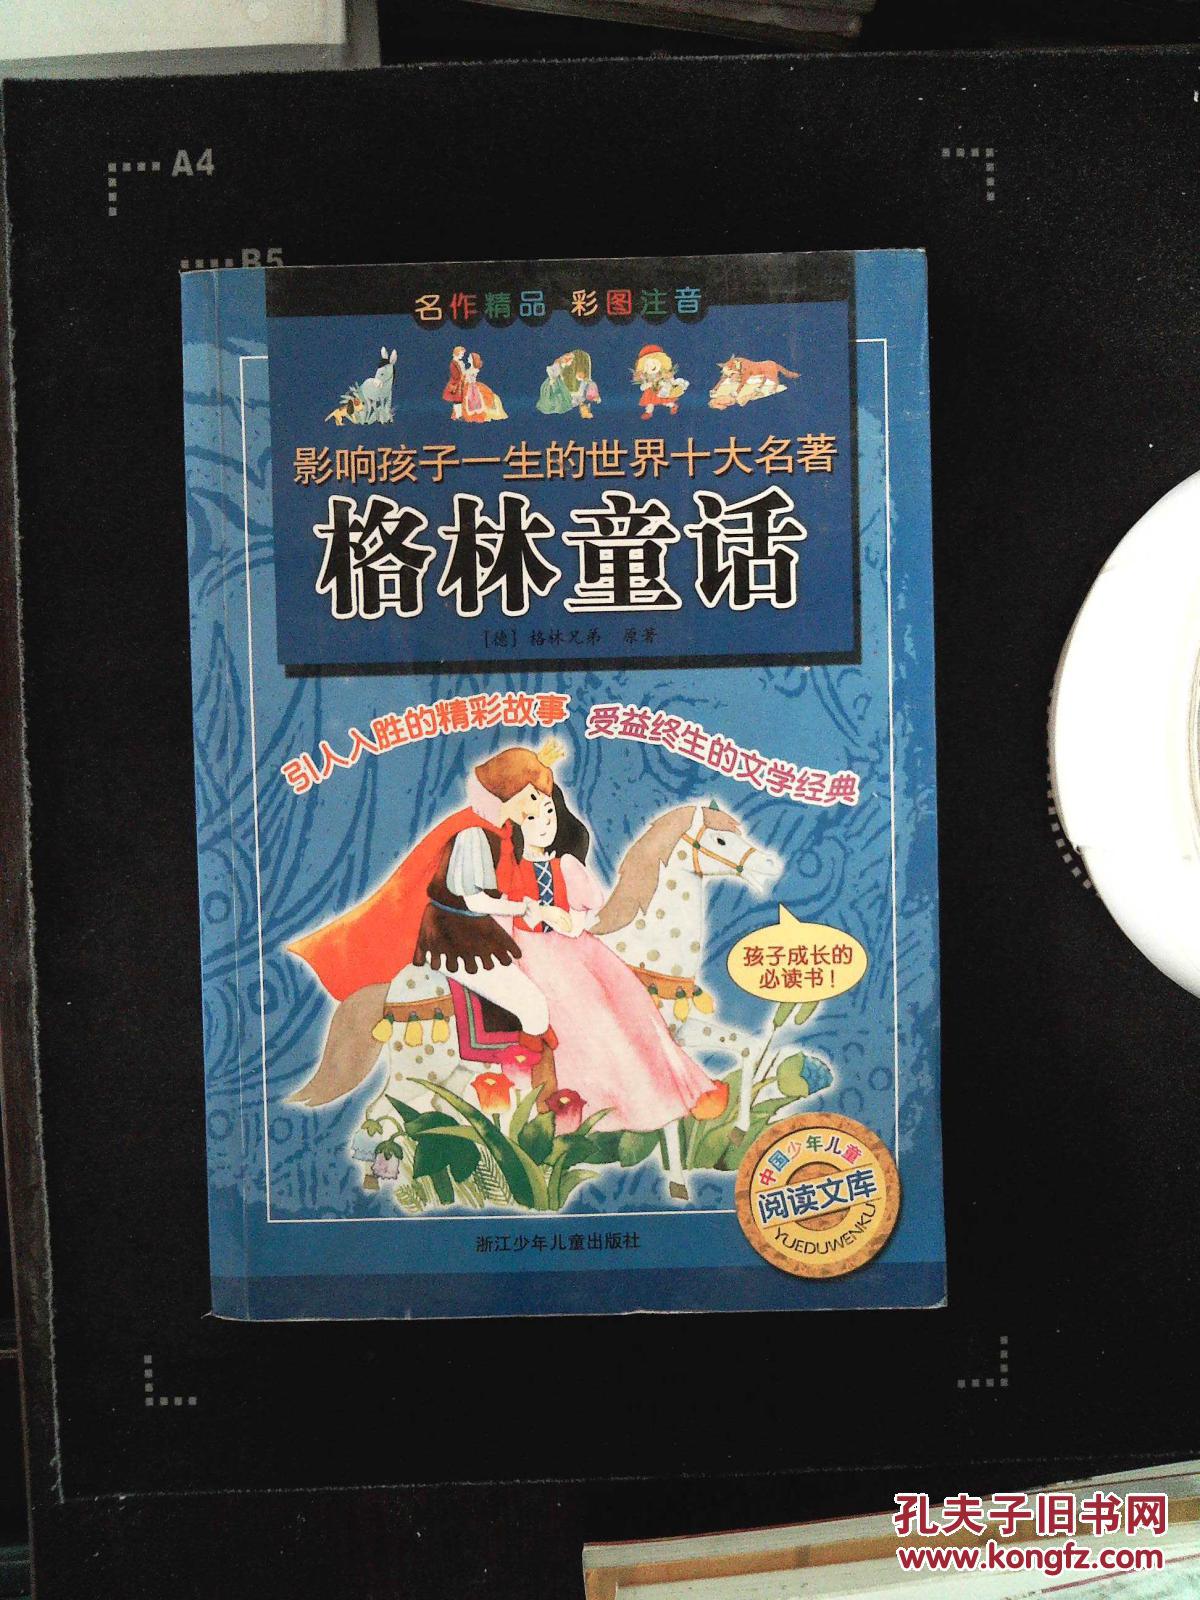 A4
B5
名作精品 彩图注音
影响孩子一生的世界十大名著
格林童话
[德] 格林兄弟 原著
引人入胜的精彩故事 受益终生的文学经典
孩子成长的
必读书!
中国少年儿童
阅读文库
YUEDUWENKU
浙江少年儿童出版社
孔夫子旧书网
www.kongfz.com